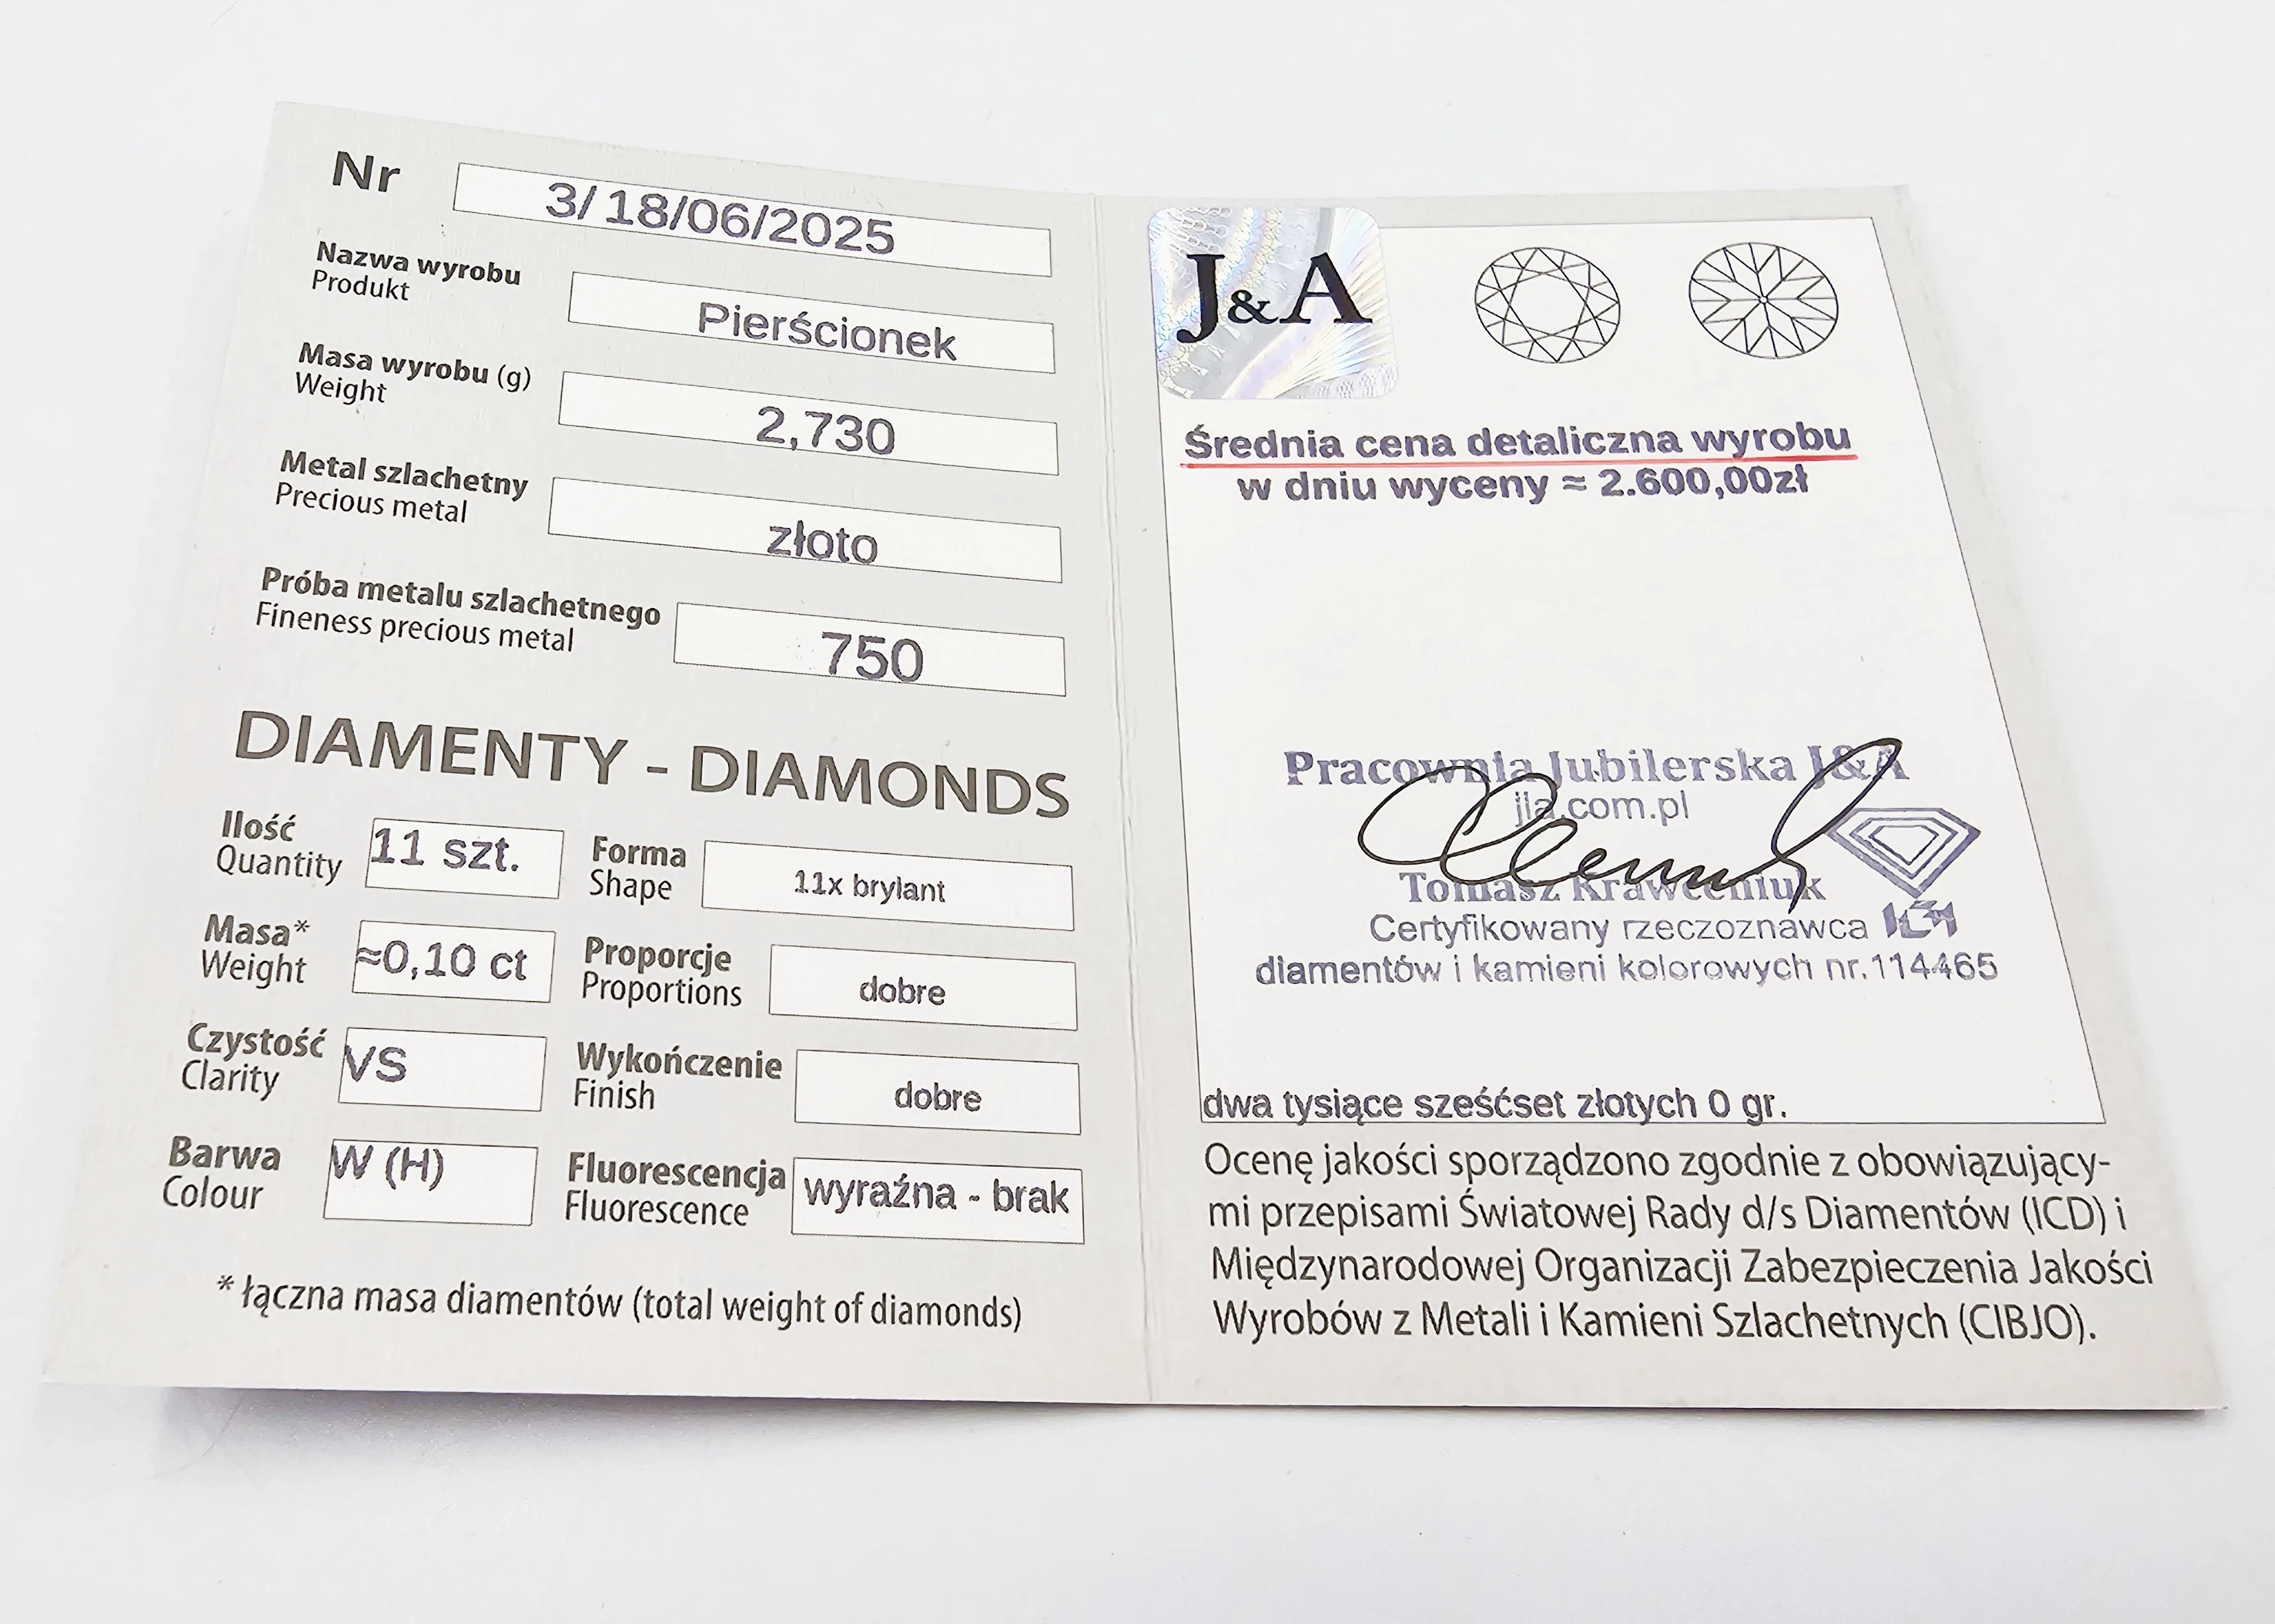 Nr 3/18/06/2025
Nazwa wyrobu
Produkt
Pierścionek
Masa wyrobu (g)
Weight
2,730
Metal szlachetny
Precious metal
złoto
Próba metalu szlachetnego
Fineness precious metal
750
DIAMENTY - DIAMONDS
Ilość
Quantity
11 szt.
Forma
Shape
11x brylant
Masa*
Weight
≈0,10 ct
Proporcje
Proportions
dobre
Czystość
Clarity
VS
Wykończenie
Finish
dobre
Barwa
Colour
W (H)
Fluorescencja
Fluorescence
wyraźna - brak
* łączna masa diamentów (total weight of diamonds)
J&A
Średnia cena detaliczna wyrobu
w dniu wyceny ≈ 2.600,00zł
Pracownia Jubilerska J&A
jia.com.pl
Tomasz Kraweeniuk
Certyfikowany rzeczoznawca
diamentów i kamieni kolorowych nr.114465
dwa tysiące sześćset złotych 0 gr.
Ocenę jakości sporządzono zgodnie z obowiązujący-
mi przepisami Światowej Rady d/s Diamentów (ICD) i
Międzynarodowej Organizacji Zabezpieczenia Jakości
Wyrobów z Metali i Kamieni Szlachetnych (CIBJO).